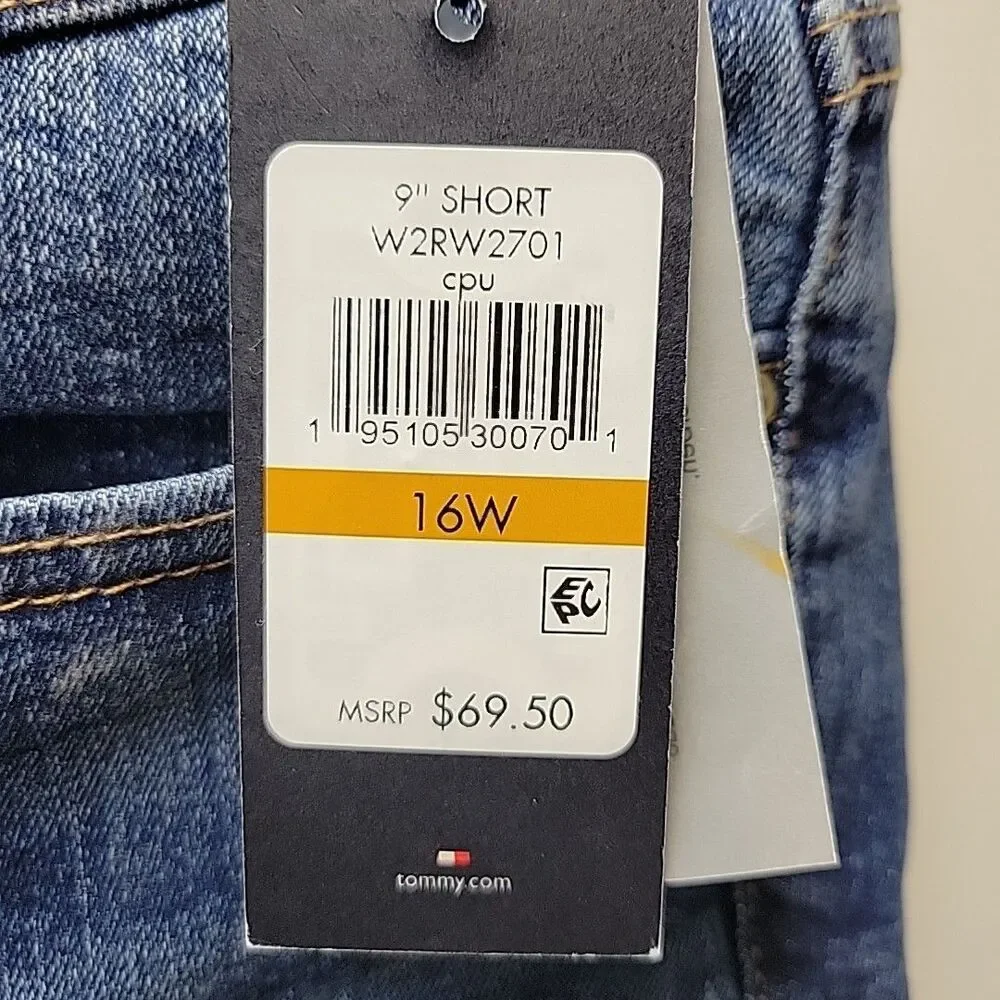 9" SHORT
W2RW2701
cpu
1 95105 30070 1
16W
EPC
MSRP $69.50
tommy.com